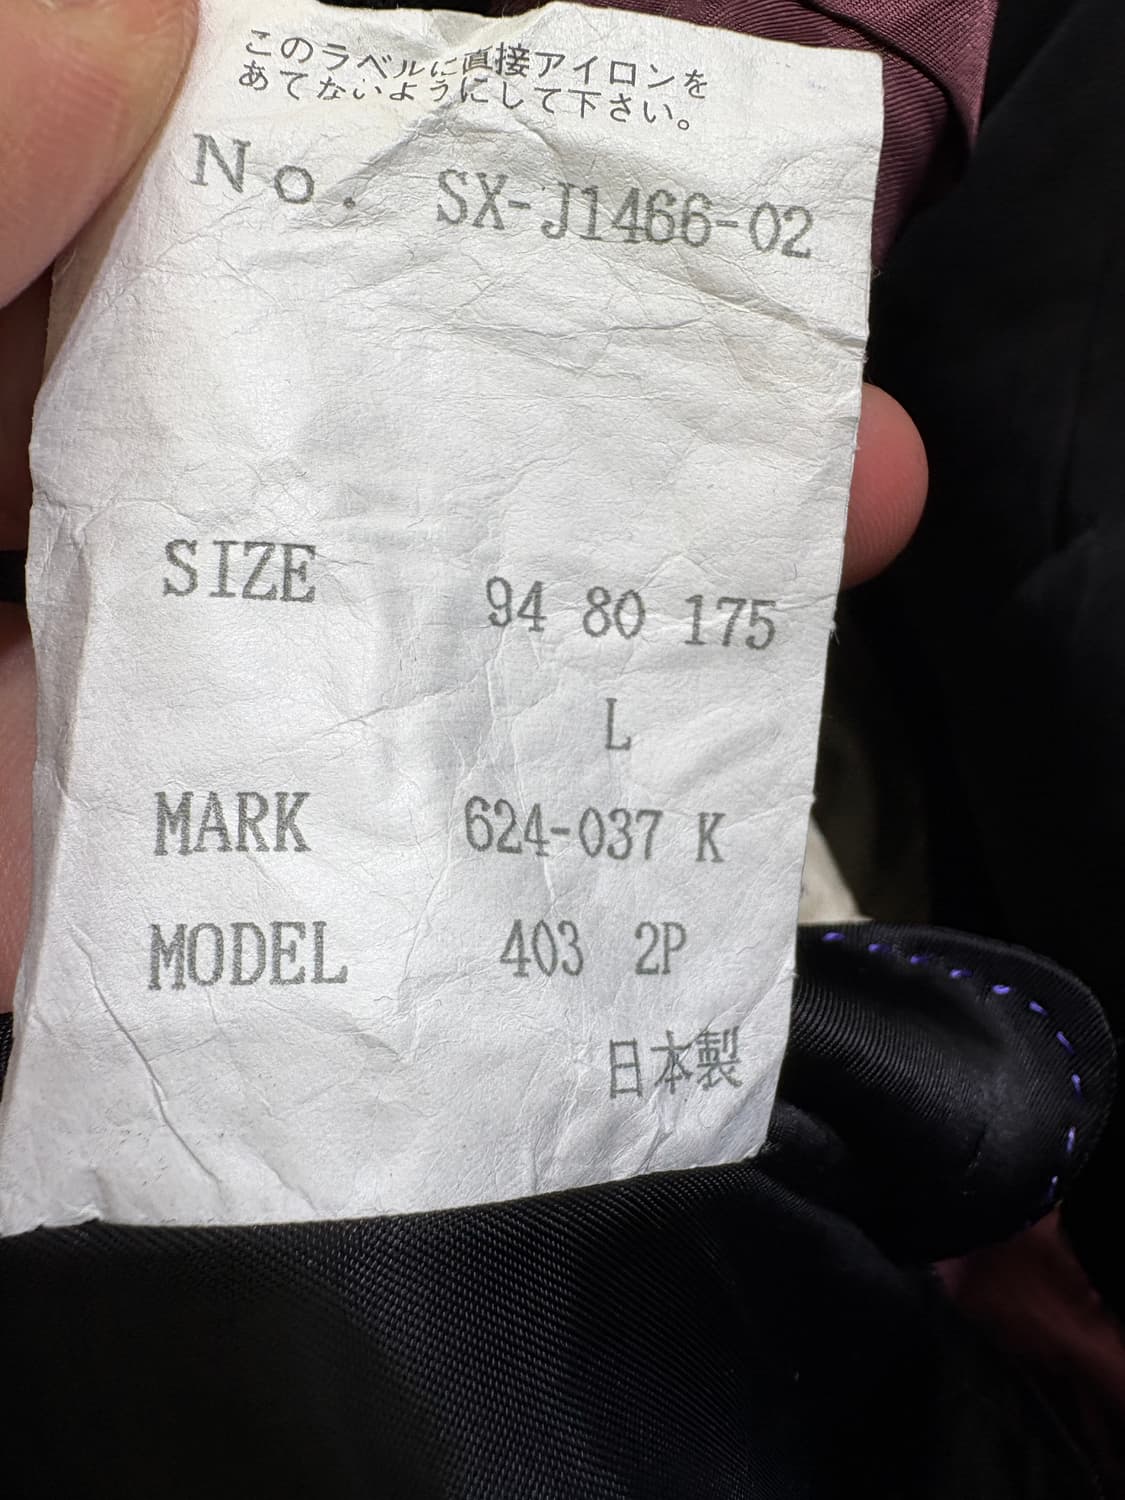 このラベルに直接アイロンを
あてないようにして下さい。
No. SX-J1466-02
SIZE 94 80 175
L
MARK 624-037 K
MODEL 403 2P
日本製